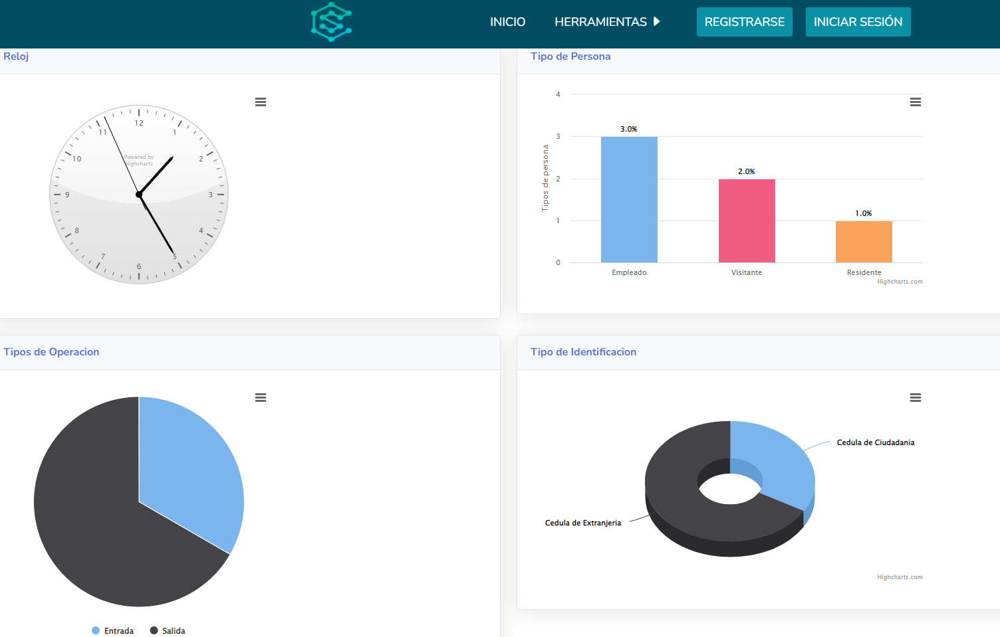 INICIO HERRAMIENTAS REGISTRARSE INICIAR SESIÓN
Reloj
12
1
2
3
4
5
6
7
8
9
10
11
Powered by
Highcharts
Tipo de Persona
Tipos de persona
4
3
2
1
0
3.0%
2.0%
1.0%
Empleado Visitante Residente
Highcharts.com
Tipos de Operacion
Entrada Salida
Tipo de Identificacion
Cedula de Ciudadania
Cedula de Extranjeria
Highcharts.com